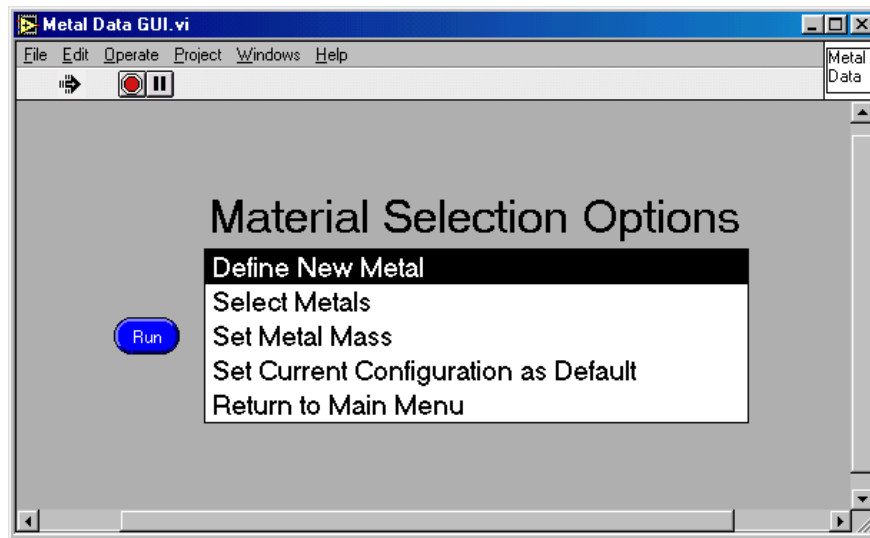 Metal Data GUI.vi
File Edit Operate Project Windows Help
Metal
Data
Material Selection Options
Define New Metal
Select Metals
Run
Set Metal Mass
Set Current Configuration as Default
Return to Main Menu